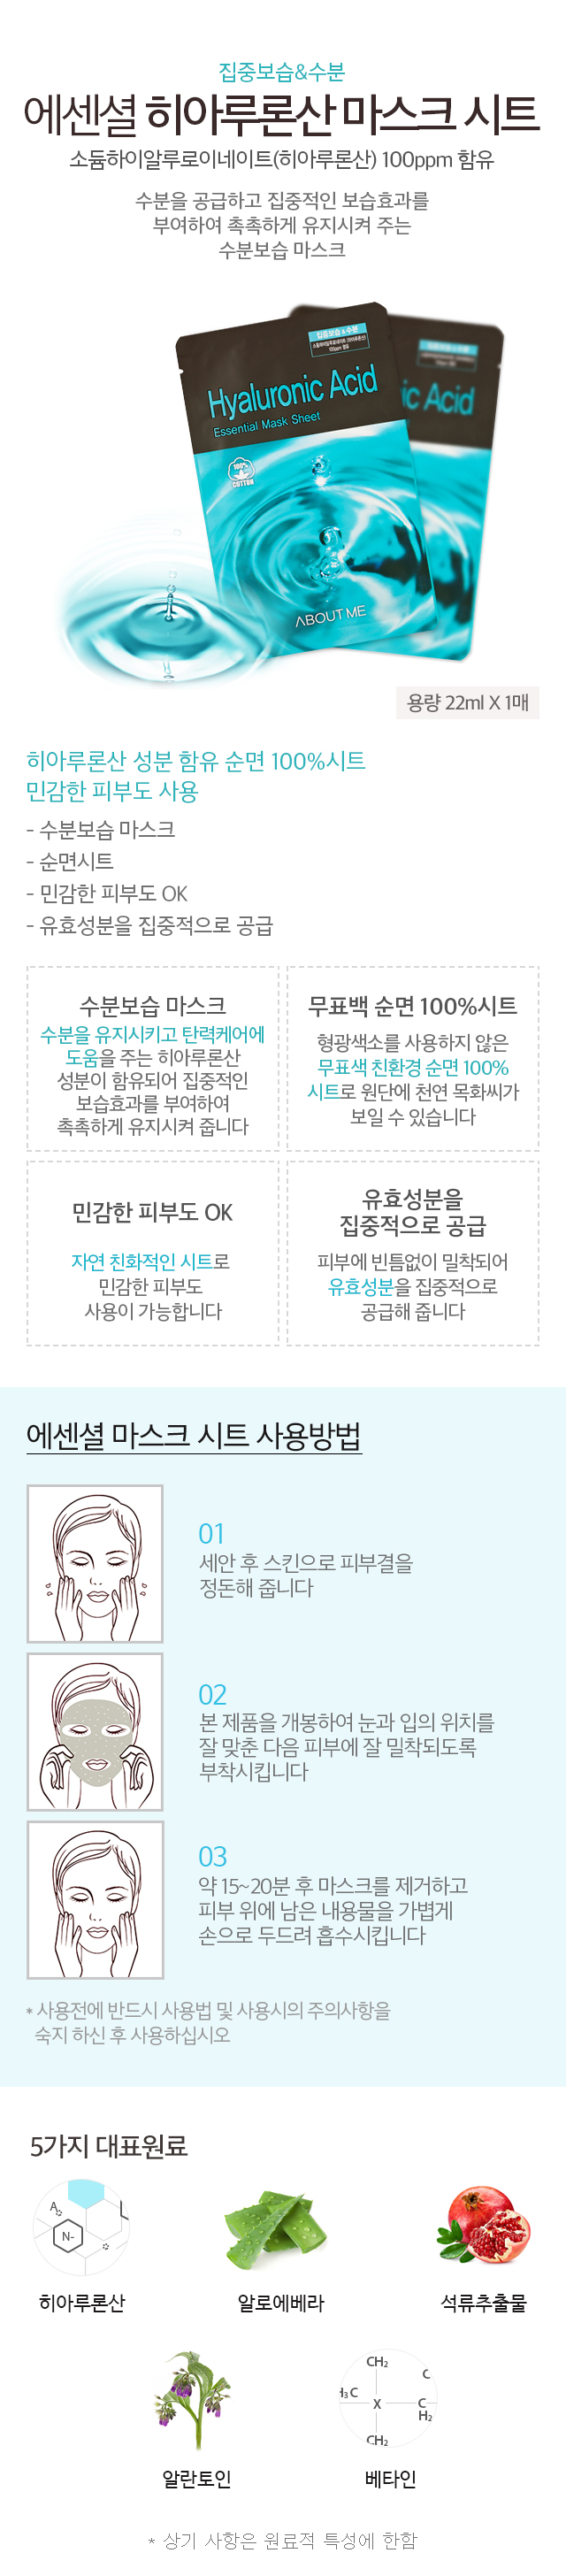 집중보습&수분
에센셜 히아루론산 마스크 시트
소듐하이알루로이네이트(히아루론산) 100ppm 함유
수분을 공급하고 집중적인 보습효과를
부여하여 촉촉하게 유지시켜 주는
수분보습 마스크
집중보습 & 수분
Hyaluronic Acid
Essential Mask Sheet
ic Acid
100%
COTTON
ABOUT ME
용량 22ml X 1매
히아루론산 성분 함유 순면 100%시트
민감한 피부도 사용
- 수분보습 마스크
- 순면시트
- 민감한 피부도 OK
- 유효성분을 집중적으로 공급
수분보습 마스크
수분을 유지시키고 탄력케어에
도움을 주는 히아루론산
성분이 함유되어 집중적인
보습효과를 부여하여
촉촉하게 유지시켜 줍니다
무표백 순면 100%시트
형광색소를 사용하지 않은
무표색 친환경 순면 100%
시트로 원단에 천연 목화씨가
보일 수 있습니다
민감한 피부도 OK
자연 친화적인 시트로
민감한 피부도
사용이 가능합니다
유효성분을
집중적으로 공급
피부에 빈틈없이 밀착되어
유효성분을 집중적으로
공급해 줍니다
에센셜 마스크 시트 사용방법
01
세안 후 스킨으로 피부결을
정돈해 줍니다
02
본 제품을 개봉하여 눈과 입의 위치를
잘 맞춘 다음 피부에 잘 밀착되도록
부착시킵니다
03
약 15~20분 후 마스크를 제거하고
피부 위에 남은 내용물을 가볍게
손으로 두드려 흡수시킵니다
* 사용전에 반드시 사용법 및 사용시의 주의사항을
숙지 하신 후 사용하십시오
5가지 대표원료
A
N-
히아루론산
알로에베라
석류추출물
CH₂
C
H₃C
X
C
H₂
CH₂
알란토인
베타인
* 상기 사항은 원료적 특성에 한함